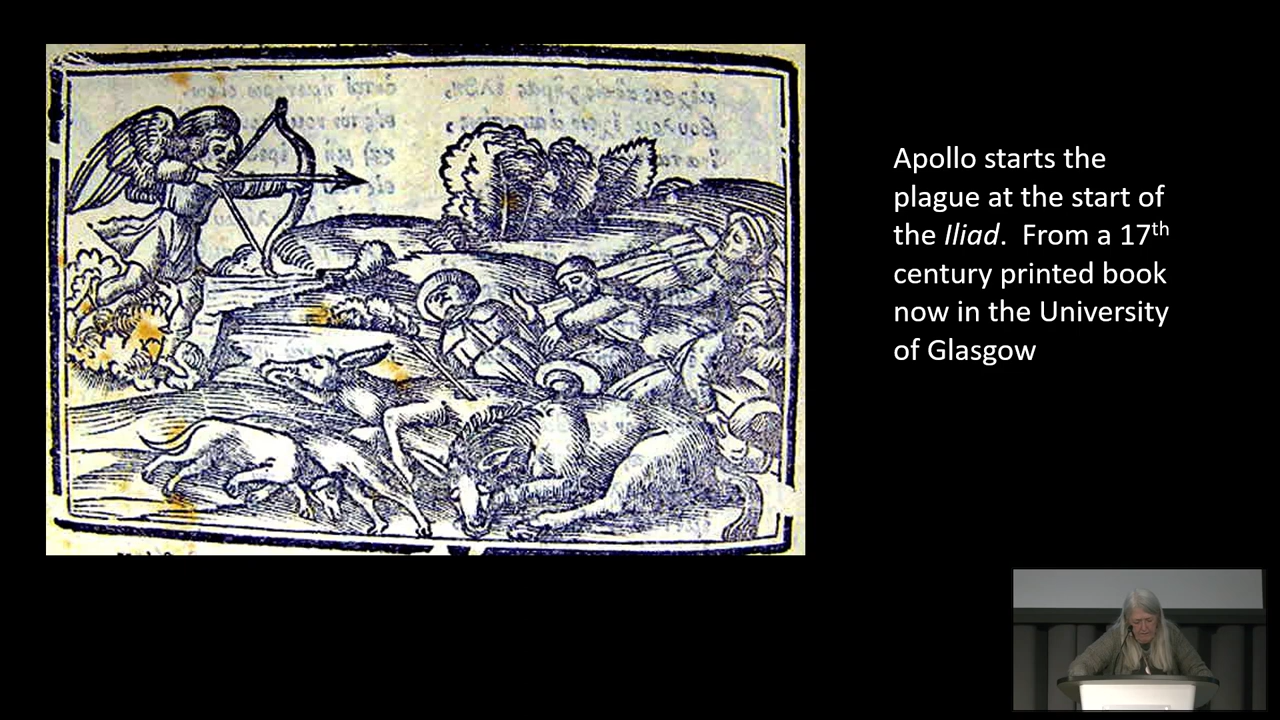 Apollo starts the
plague at the start of
the Iliad. From a 17th
century printed book
now in the University
of Glasgow